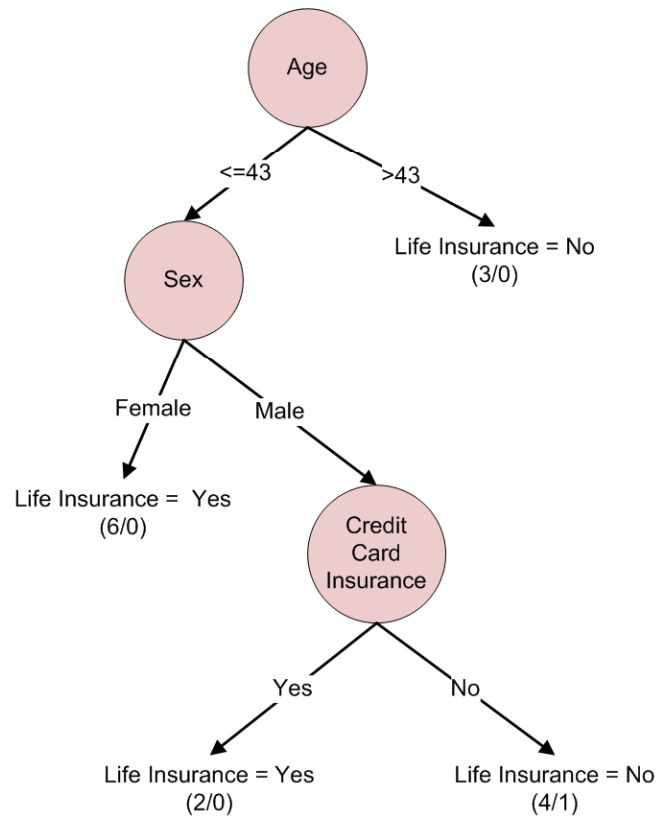 Age
<=43
>43
Life Insurance = No
(3/0)
Sex
Female
Male
Life Insurance = Yes
(6/0)
Credit
Card
Insurance
Yes
No
Life Insurance = Yes
(2/0)
Life Insurance = No
(4/1)